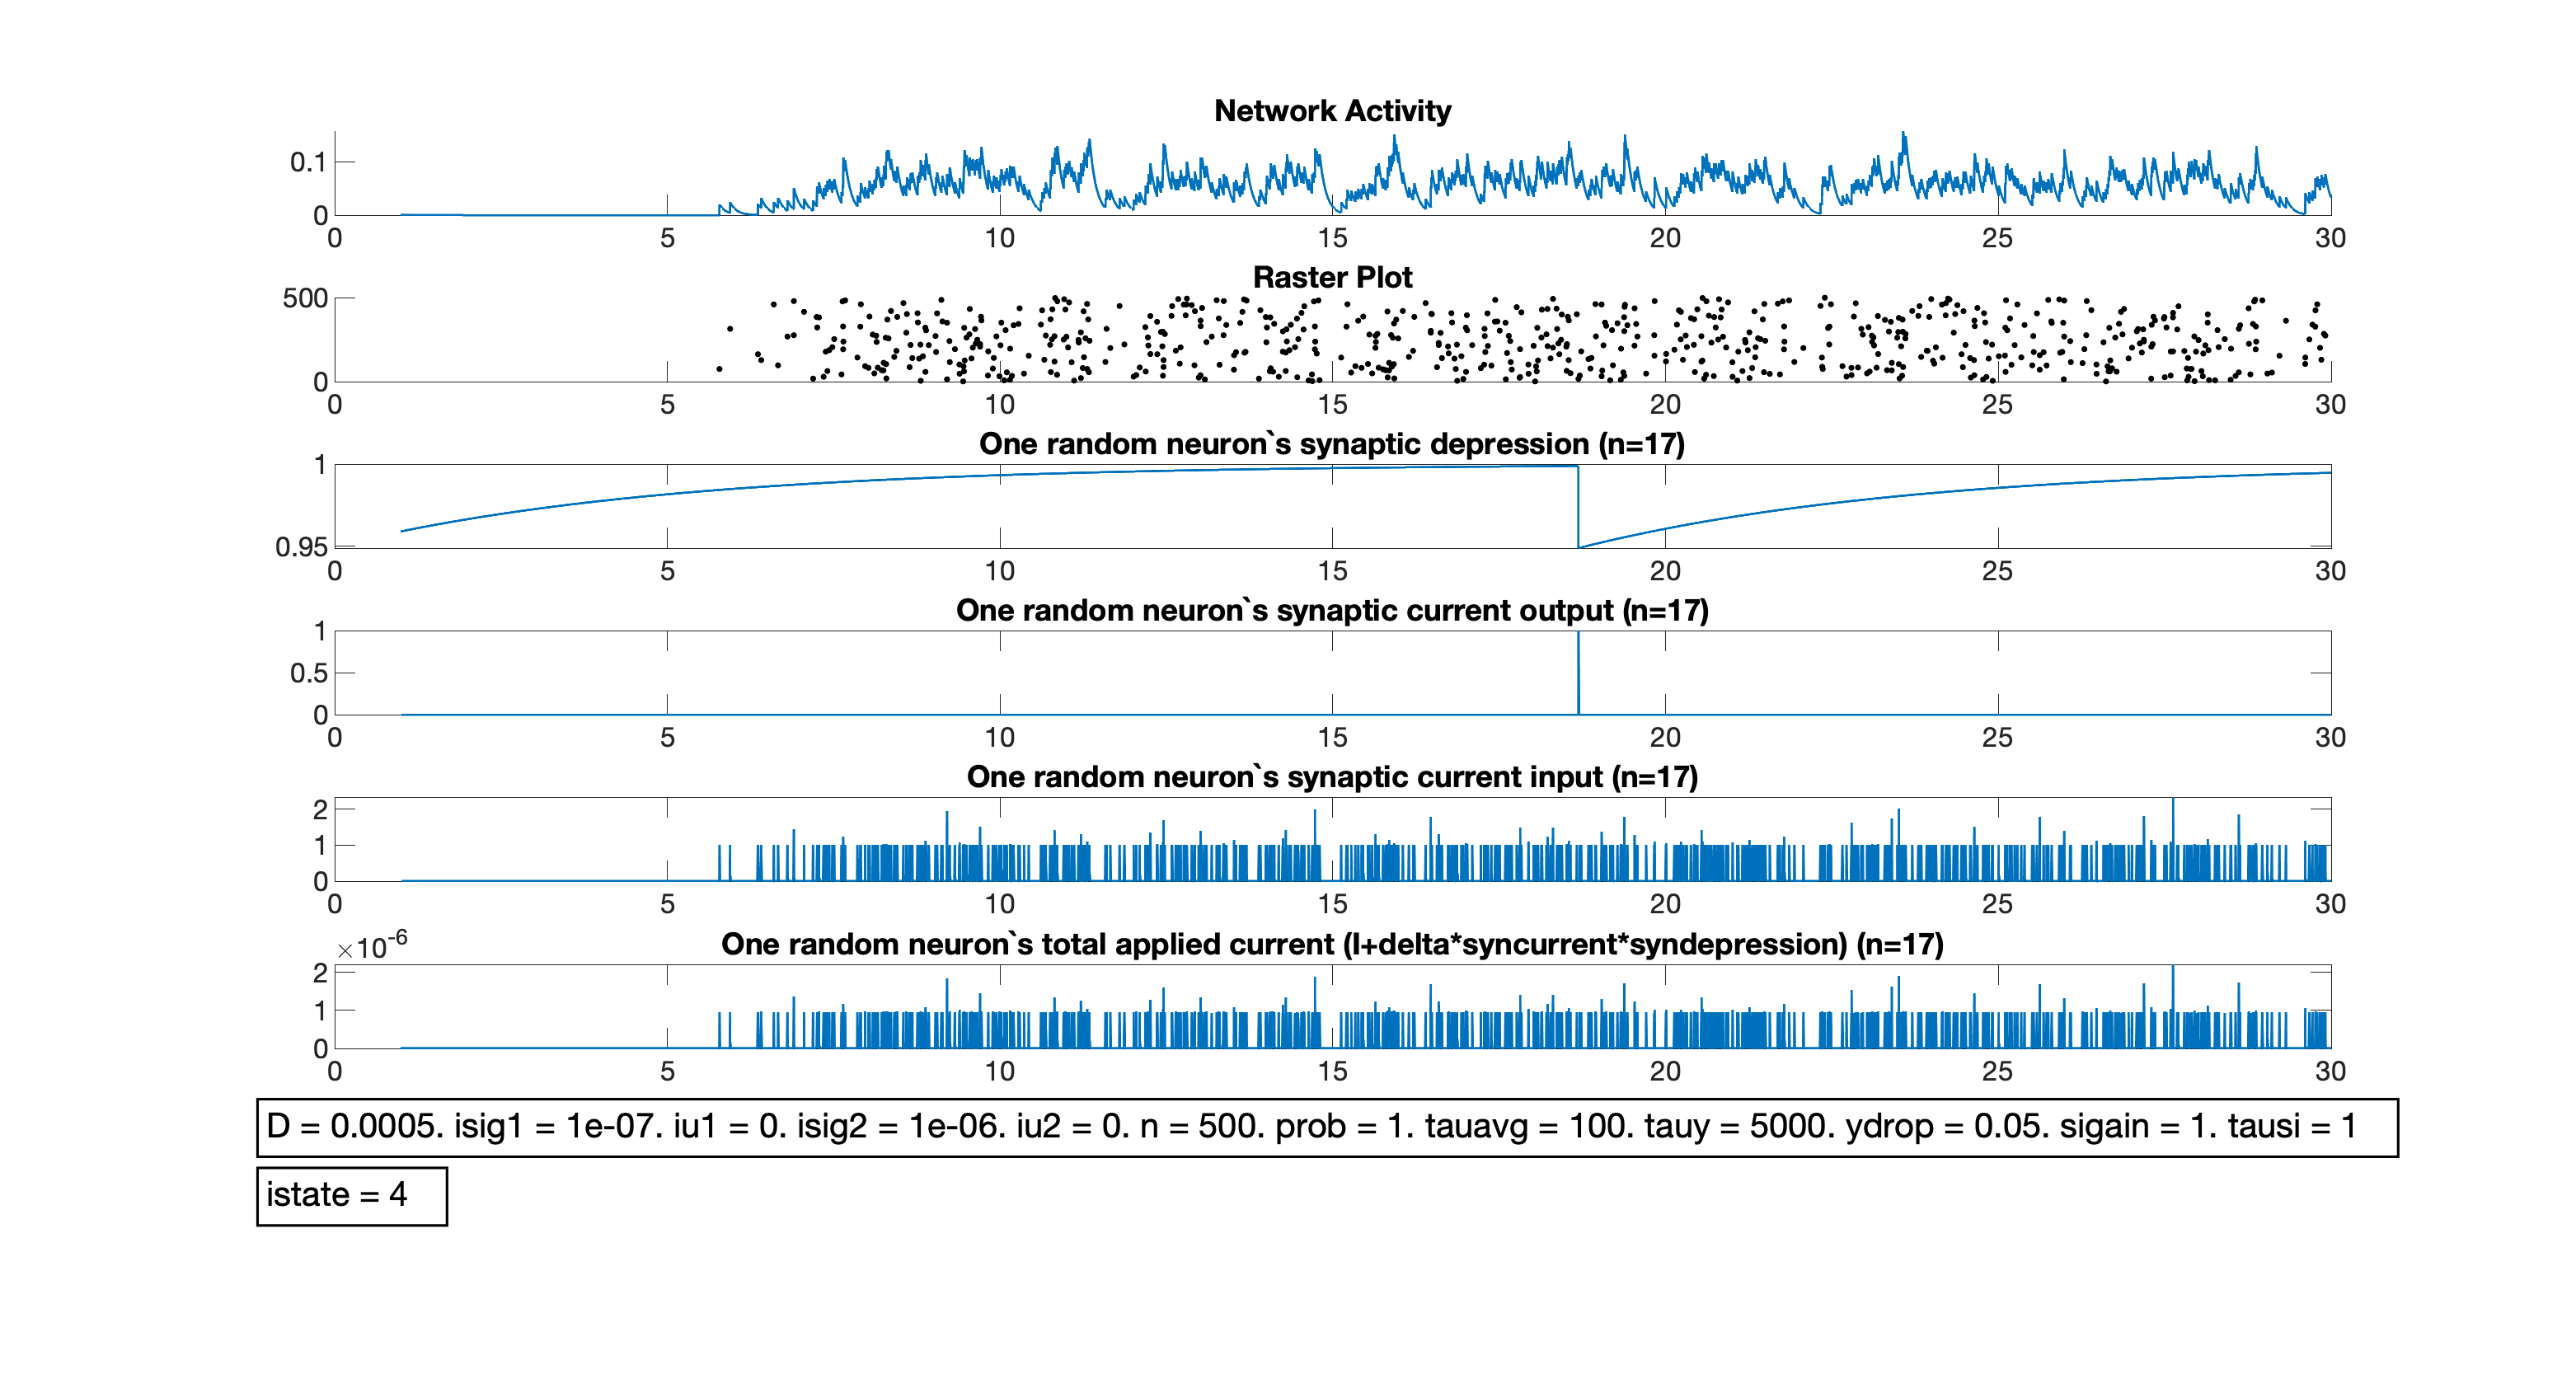 Network Activity
0.1
0
0 5 10 15 20 25 30
Raster Plot
500
0
0 5 10 15 20 25 30
One random neuron`s synaptic depression (n=17)
1
0.95
0 5 10 15 20 25 30
One random neuron`s synaptic current output (n=17)
1
0.5
0
0 5 10 15 20 25 30
One random neuron`s synaptic current input (n=17)
2
1
0
0 5 10 15 20 25 30
×10-6 One random neuron`s total applied current (I+delta*syncurrent*syndepression) (n=17)
2
1
0
0 5 10 15 20 25 30
D = 0.0005. isig1 = 1e-07. iu1 = 0. isig2 = 1e-06. iu2 = 0. n = 500. prob = 1. tauavg = 100. tauy = 5000. ydrop = 0.05. sigain = 1. tausi = 1
istate = 4